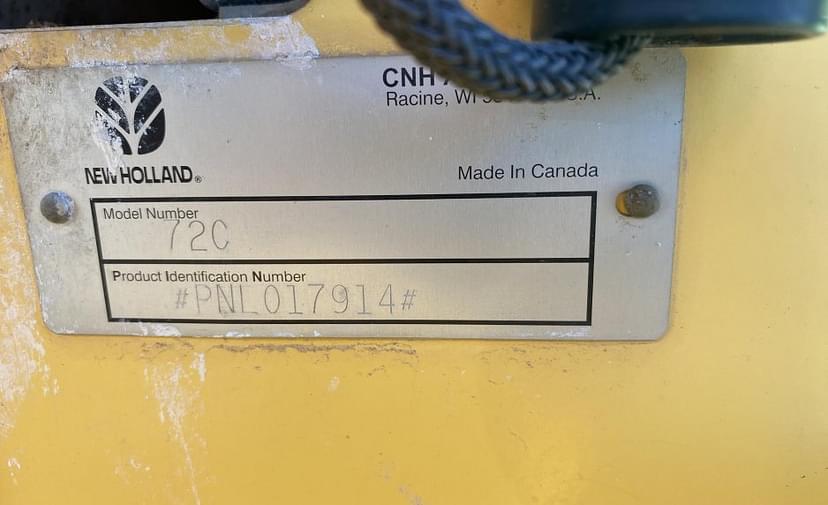 CNH
Racine, WI
NEW HOLLAND®
Made In Canada
Model Number
72C
Product Identification Number
#PNL017914#